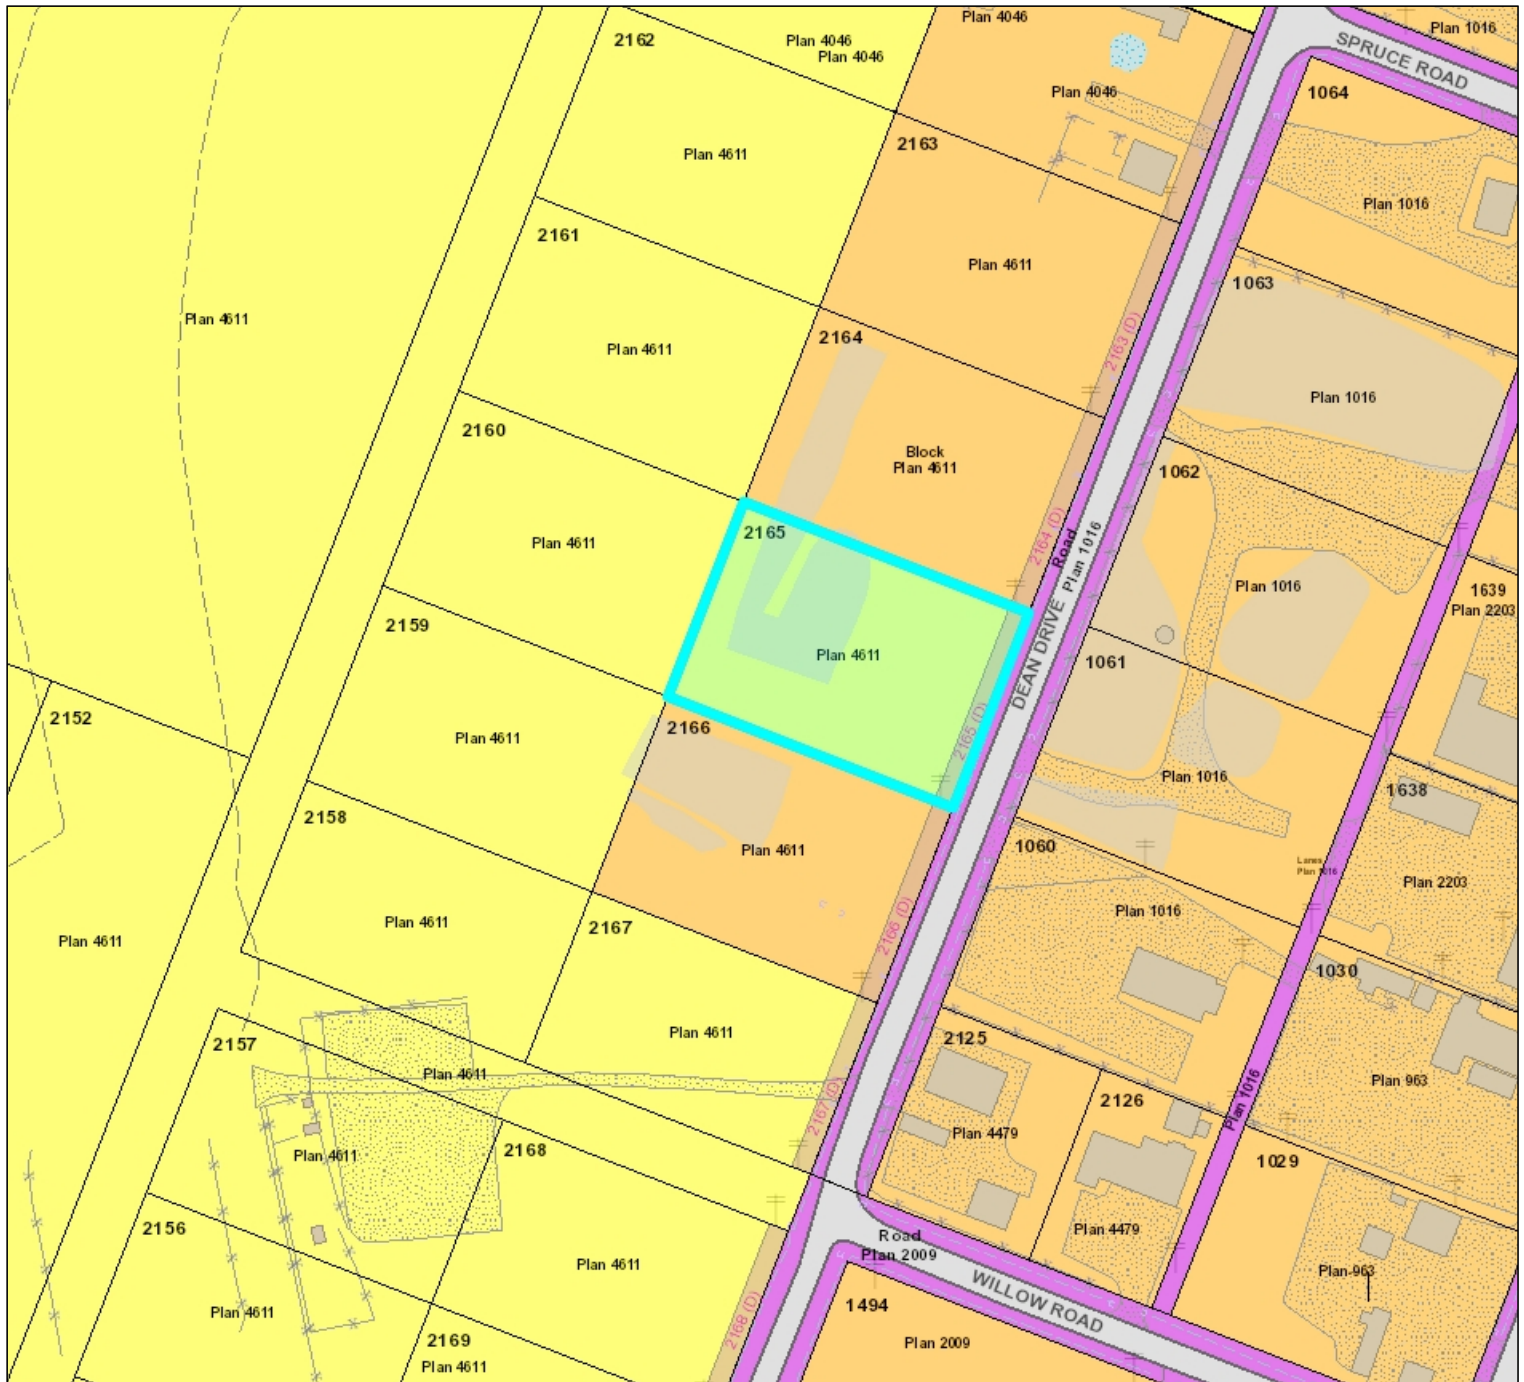 Plan 4046
Plan 1016
2162
Plan 4046
Plan 4046
SPRUCE ROAD
Plan 4046
1064
2163
Plan 4611
Plan 1016
2161
Plan 4611
1063
Plan 4611
2164
2163 (D)
Plan 4611
Plan 1016
2160
Block
Plan 4611
1062
2165
Plan 4611
2164 (D)
Road
Plan 1016
Plan 1016
1639
Plan 2203
2159
DEAN DRIVE
Plan 4611
1061
2152
2166
2165 (D)
Plan 4611
Plan 1016
1638
2158
1060
Plan 4611
Lanes
Plan 1016
Plan 2203
Plan 4611
Plan 1016
2167
2166 (D)
Plan 4611
1030
2157
Plan 4611
2125
Plan 4611
2167 (D)
2126
Plan 1016
Plan 963
Plan 4611
2168
Plan 4479
1029
2156
Plan 4479
Road
Plan 2009
Plan 4611
Plan 963
Plan 4611
WILLOW ROAD
1494
2168 (D)
2169
Plan 4611
Plan 2009